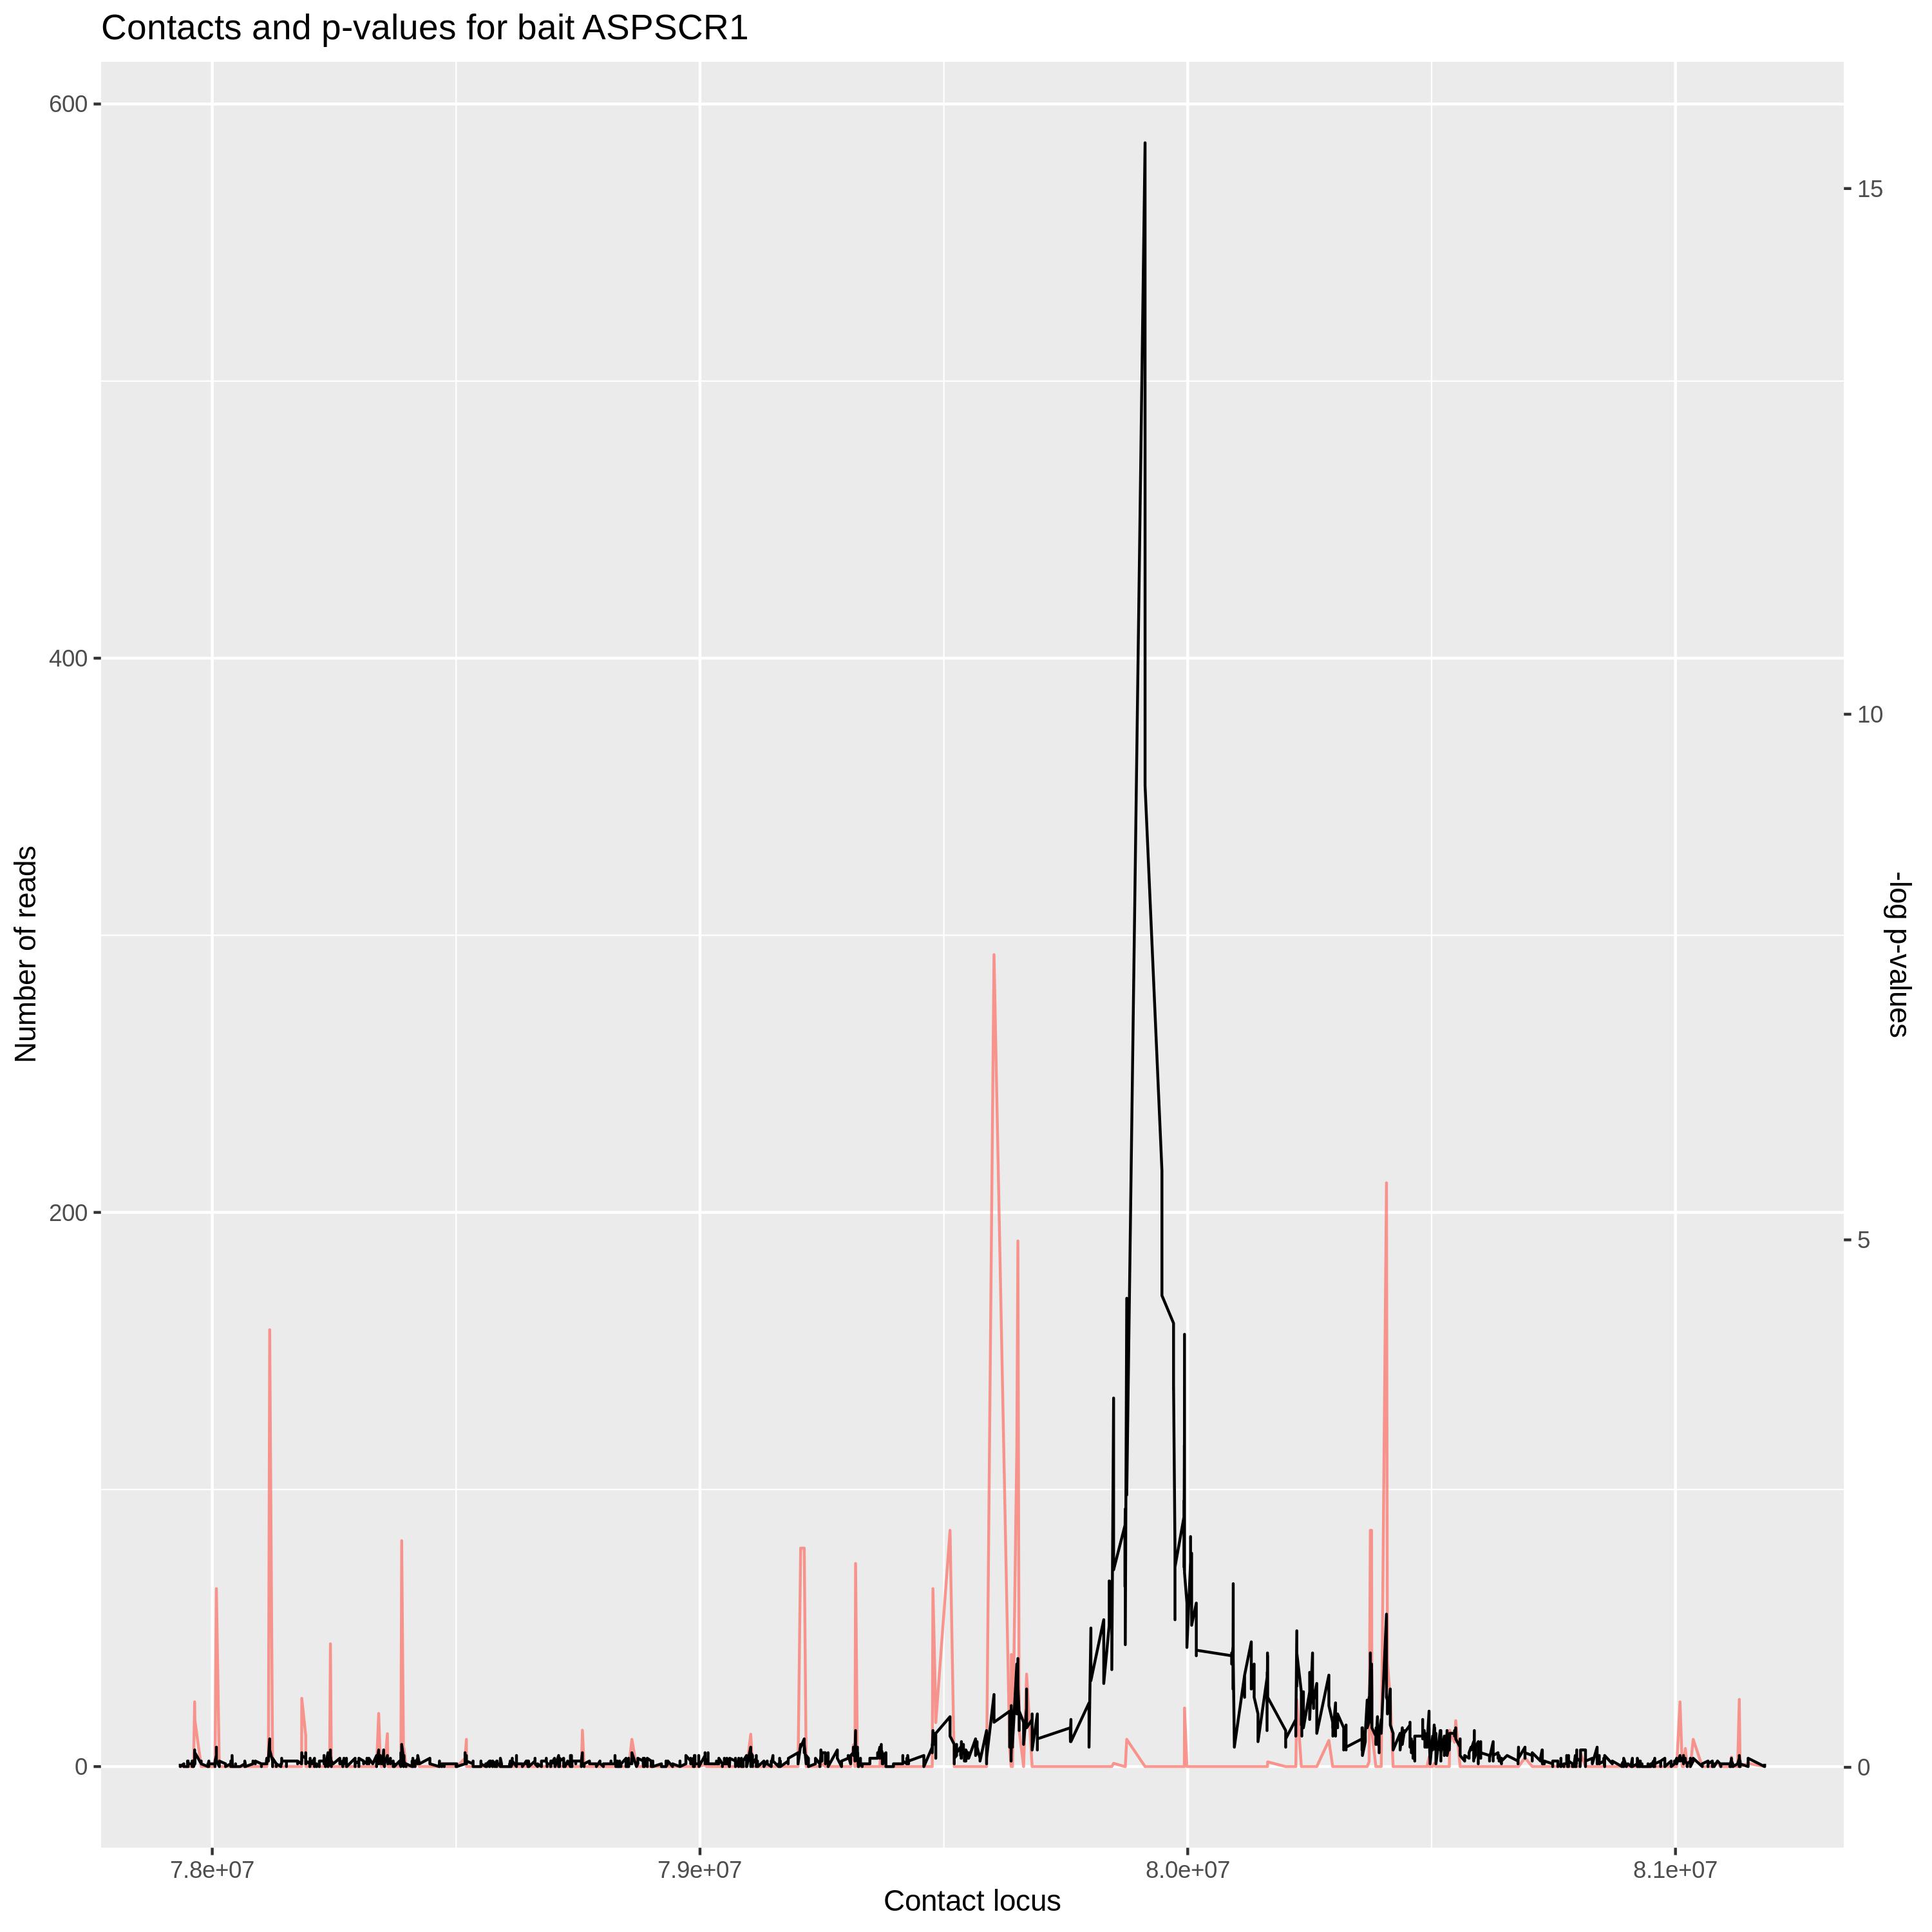 Contacts and p-values for bait ASPSCR1
600
400
200
0
Number of reads
15
10
5
0
-log p-values
7.8e+07
7.9e+07
8.0e+07
8.1e+07
Contact locus